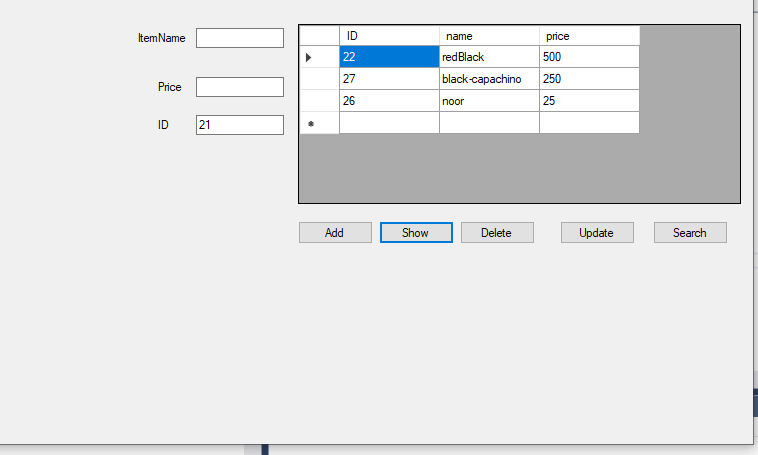 ItemName
Price
ID 21
ID name price
22 redBlack 500
27 black-capachino 250
26 noor 25
Add Show Delete Update Search